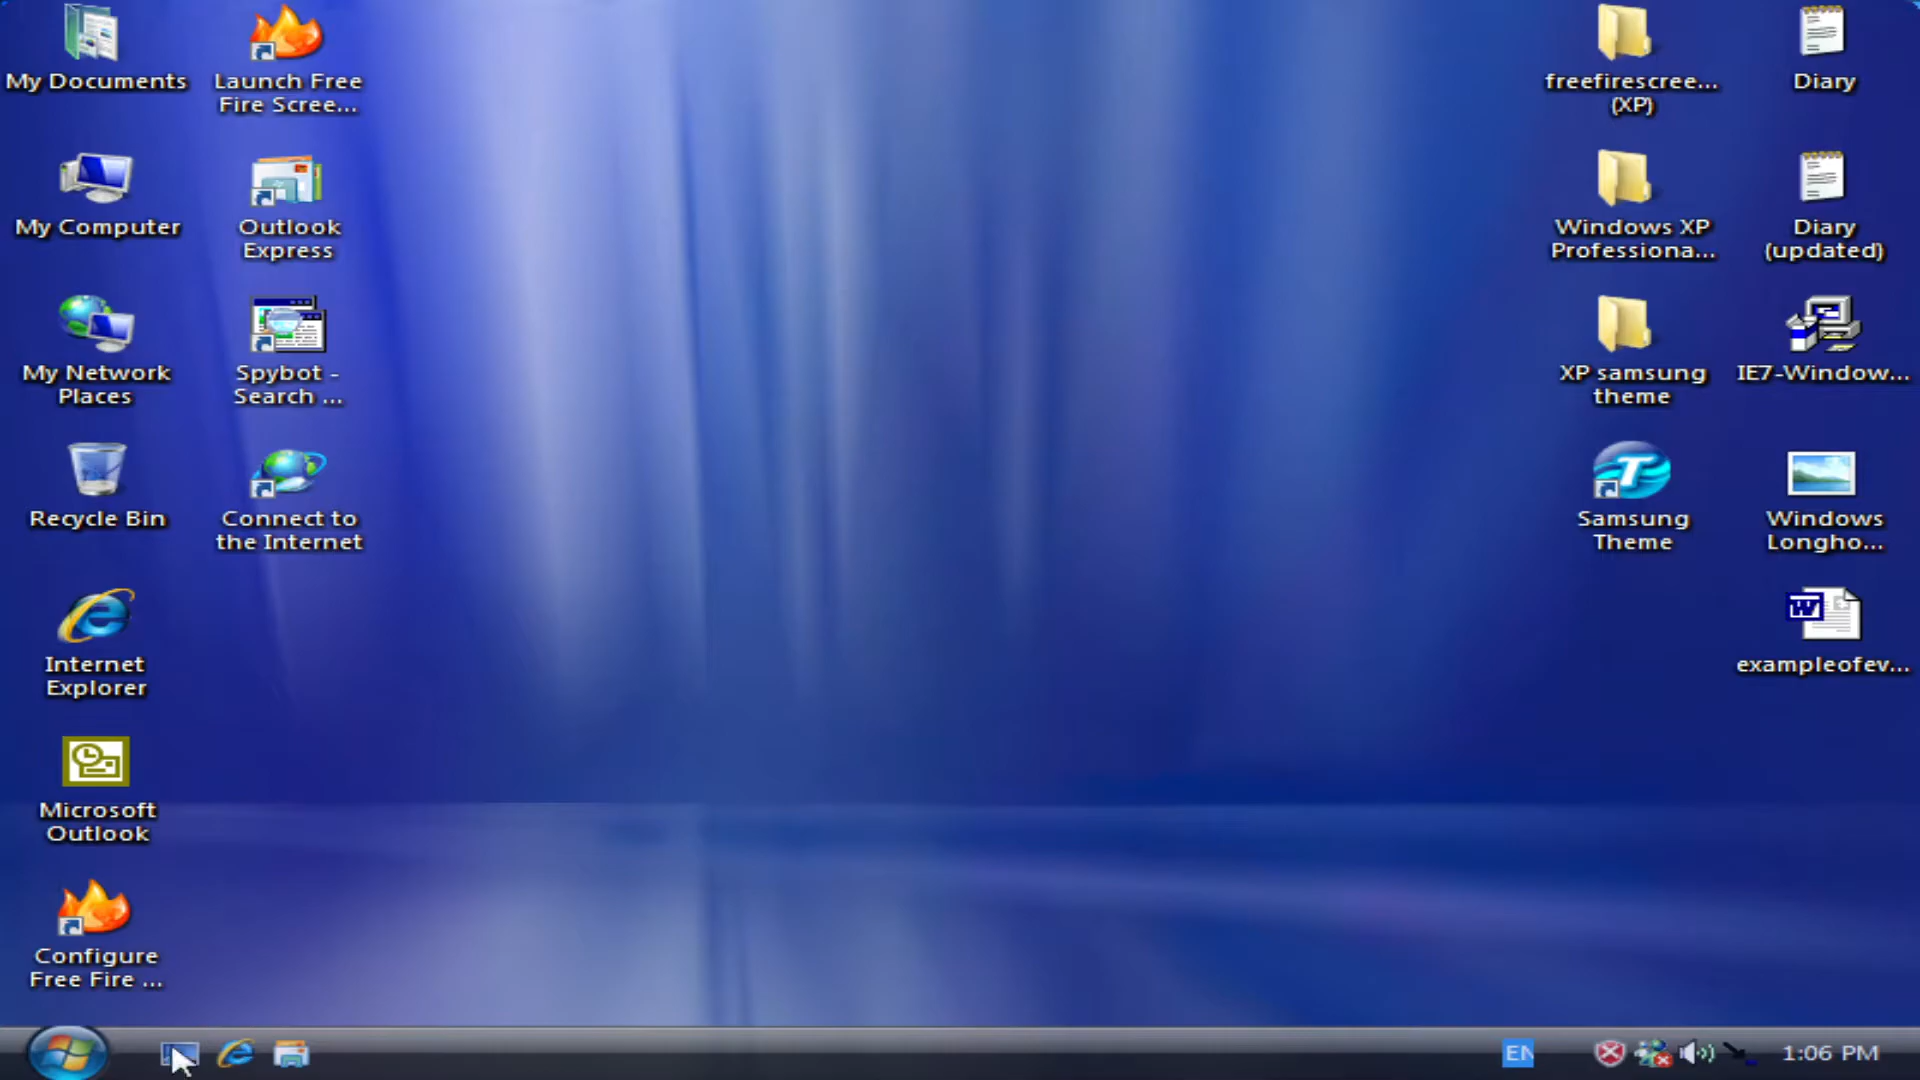 My Documents
Launch Free
Fire Scree...
My Computer
Outlook
Express
My Network
Places
Spybot -
Search ...
Recycle Bin
Connect to
the Internet
Internet
Explorer
Microsoft
Outlook
Configure
Free Fire ...
freefirescree...
(XP)
Diary
Windows XP
Professiona...
Diary
(updated)
XP samsung
theme
IE7-Window...
T
Samsung
Theme
Windows
Longho...
W
exampleofev...
EN
1:06 PM